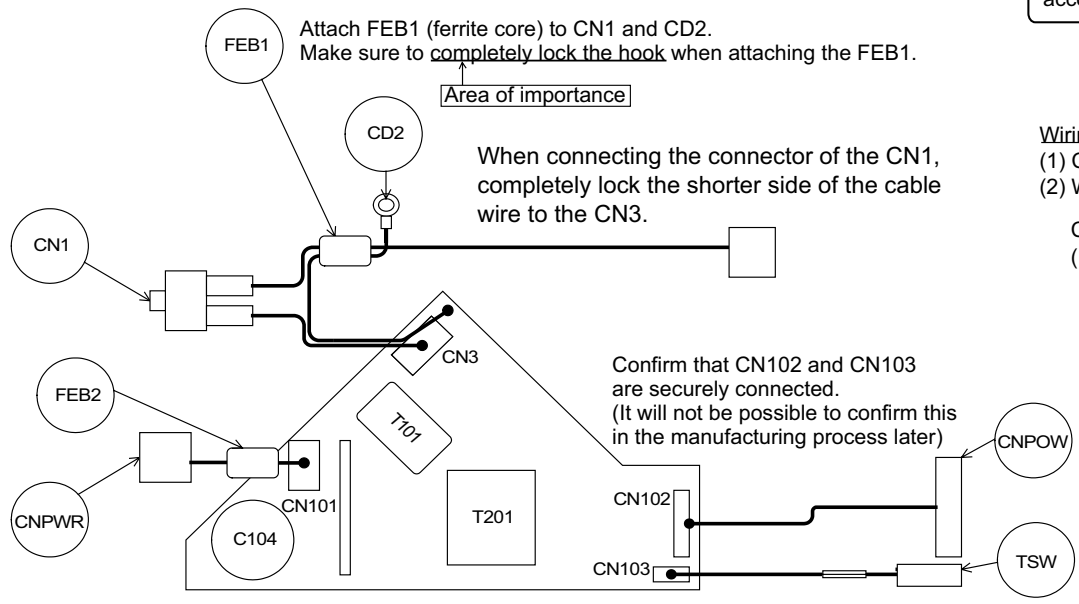 FEB1
Attach FEB1 (ferrite core) to CN1 and CD2.
Make sure to completely lock the hook when attaching the FEB1.
Area of importance
CD2
When connecting the connector of the CN1,
completely lock the shorter side of the cable
wire to the CN3.
CN1
CN3
Confirm that CN102 and CN103
are securely connected.
(It will not be possible to confirm this
in the manufacturing process later)
FEB2
T101
CNPOW
CN101
CN102
CNPWR
C104
T201
CN103
TSW
(1)
(2)
(